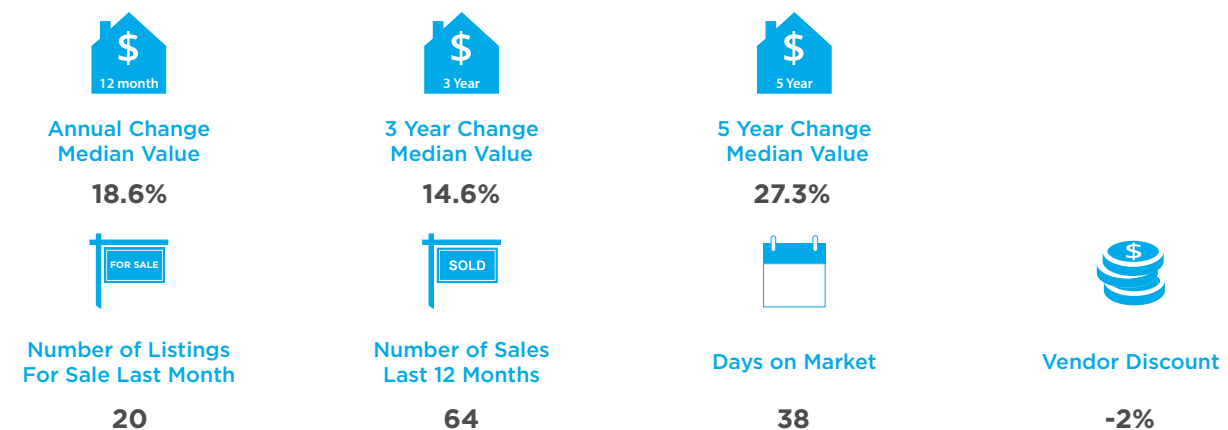 $
12 month
$
3 Year
$
5 Year
Annual Change
Median Value
3 Year Change
Median Value
5 Year Change
Median Value
18.6%
14.6%
27.3%
FOR SALE
SOLD
$
Number of Listings
For Sale Last Month
Number of Sales
Last 12 Months
Days on Market
Vendor Discount
20
64
38
-2%